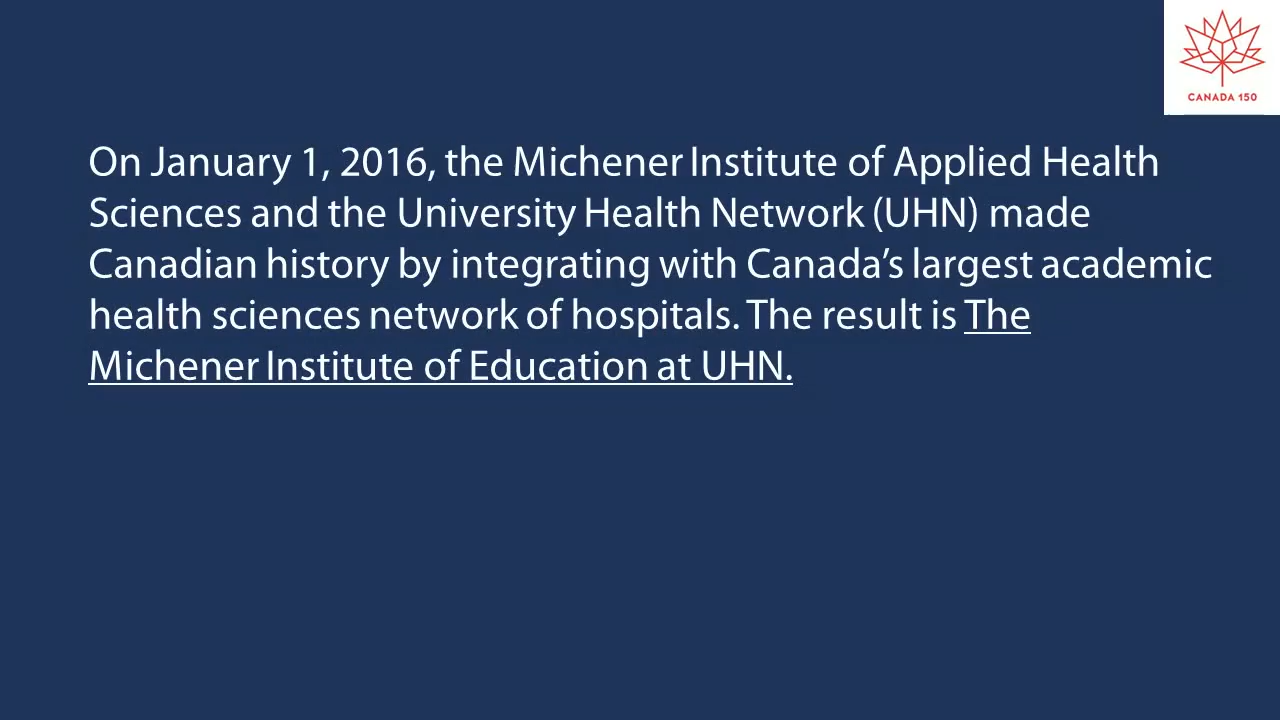 CANADA 150
On January 1, 2016, the Michener Institute of Applied Health
Sciences and the University Health Network (UHN) made
Canadian history by integrating with Canada’s largest academic
health sciences network of hospitals. The result is The
Michener Institute of Education at UHN.